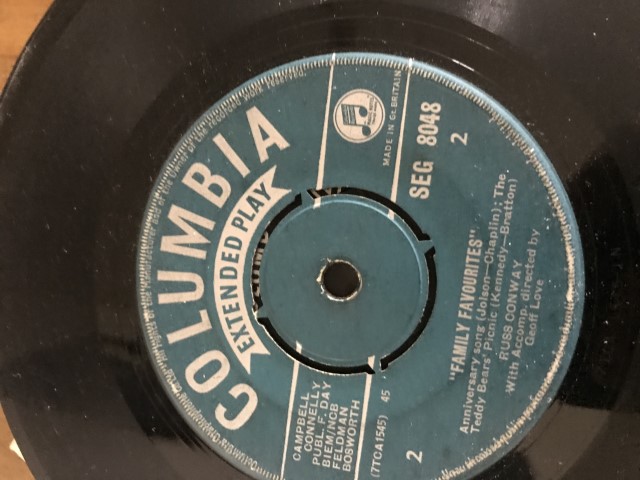 COLUMBIA
EXTENDED PLAY
MADE IN Gt. BRITAIN
CAMPBELL
CONNELLY
PUBL. F. DAY
BIEM/NCB
FELDMAN
BOSWORTH
SEG 8048
(7TCA1545) 45
2
2
"FAMILY FAVOURITES"
Anniversary song (Jolson—Chaplin); The
Teddy Bears' Picnic (Kennedy—Bratton)
RUSS CONWAY
With Accomp. directed by
Geoff Love